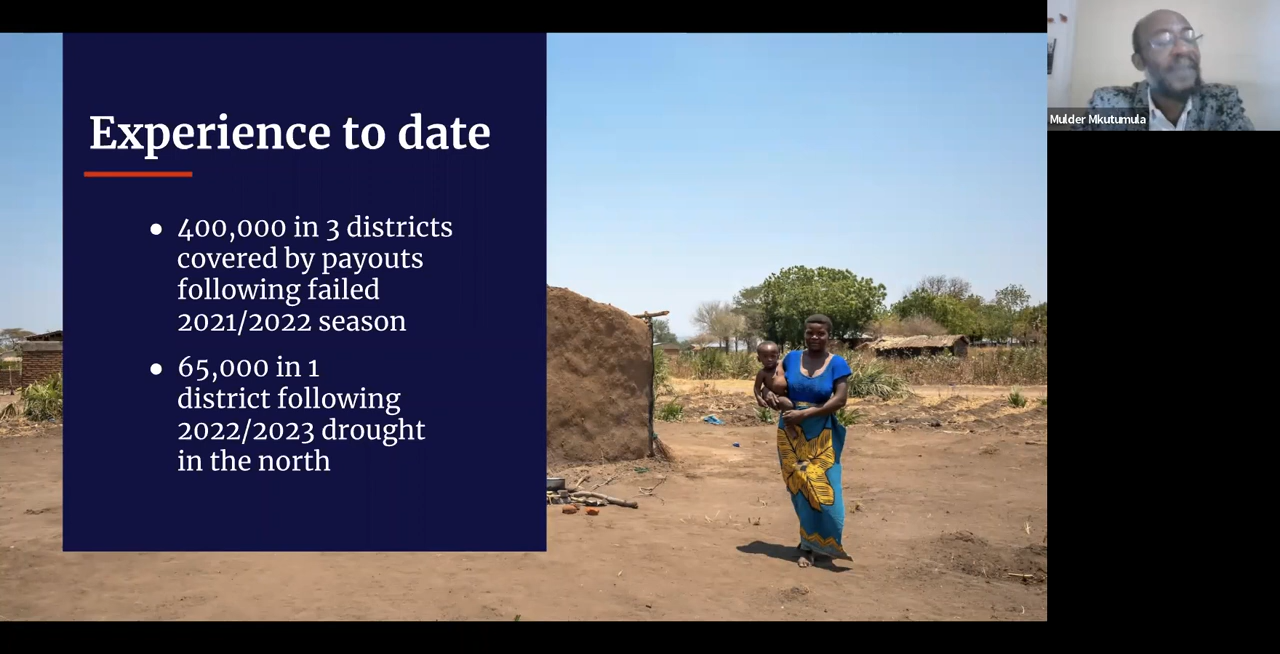 Experience to date
● 400,000 in 3 districts
covered by payouts
following failed
2021/2022 season
● 65,000 in 1
district following
2022/2023 drought
in the north
Mulder Mkutumula